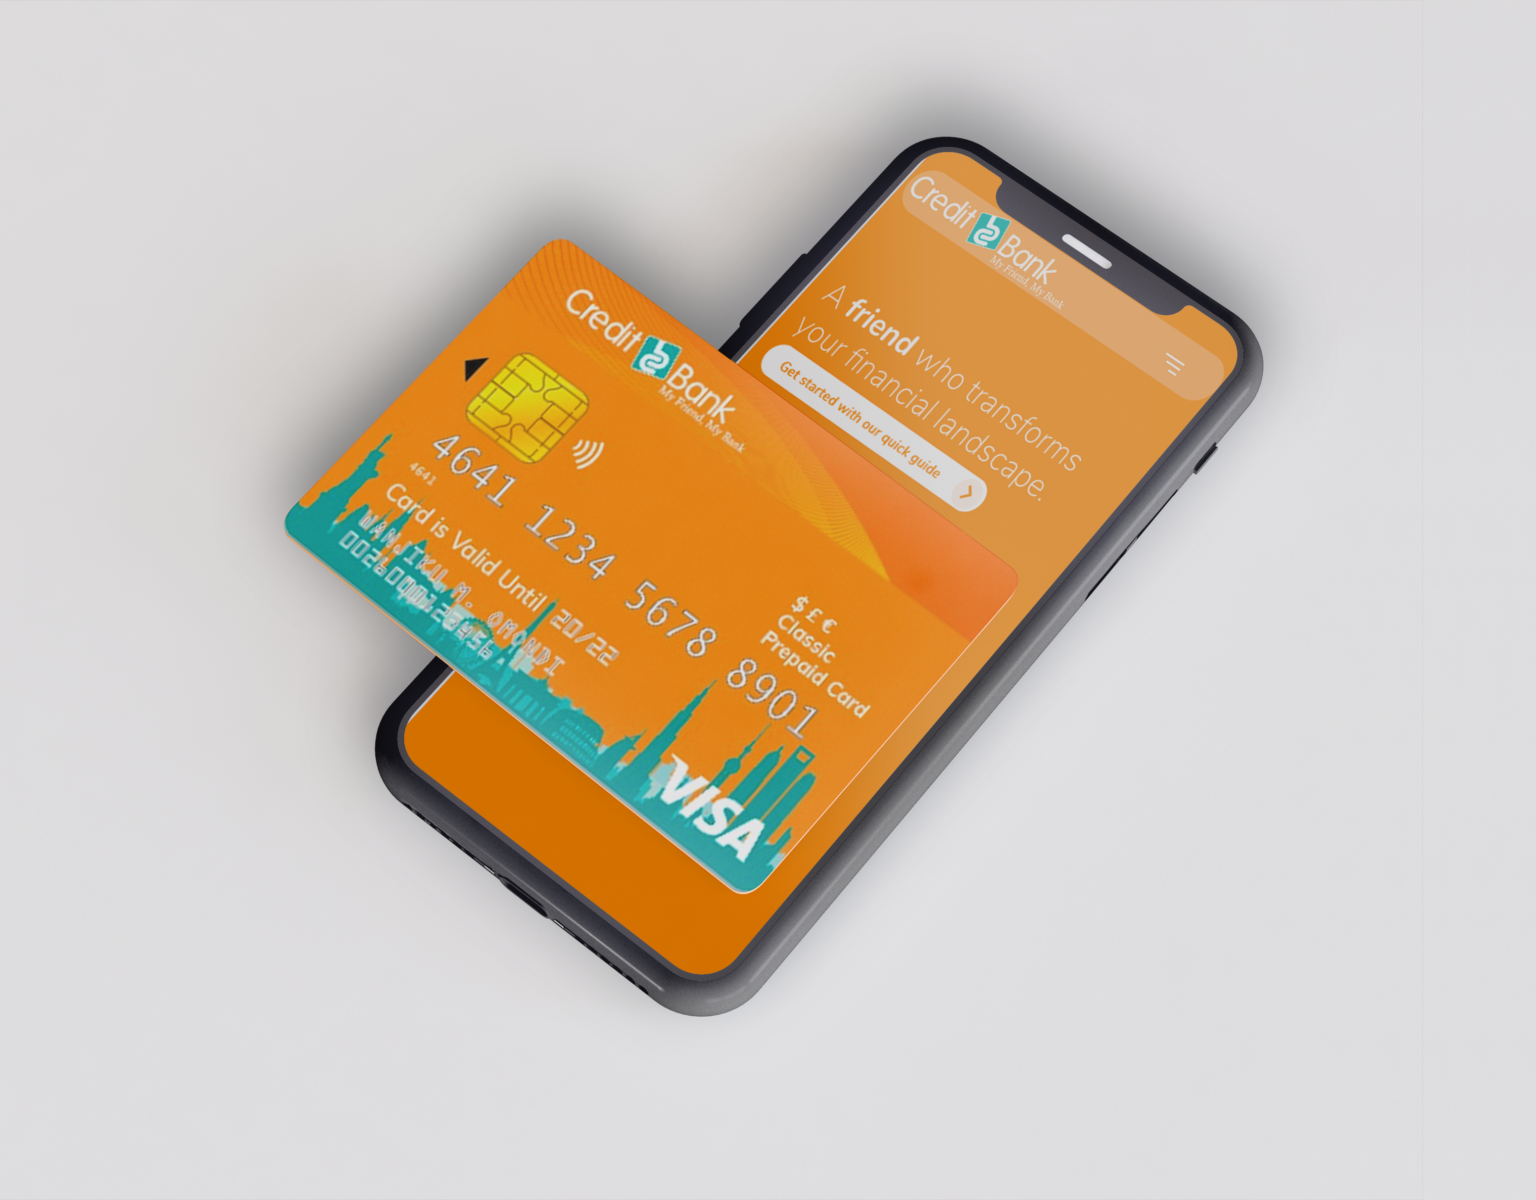 Credit Bank
My Friend, My Bank
A friend who transforms
your financial landscape.
Get started with our quick guide
Credit Bank
My Friend, My Bank
4641 1234 5678 8901
4641
Card is Valid Until 20/22
WANJIKU M. OMONDI
$ £ €
Classic
Prepaid Card
VISA